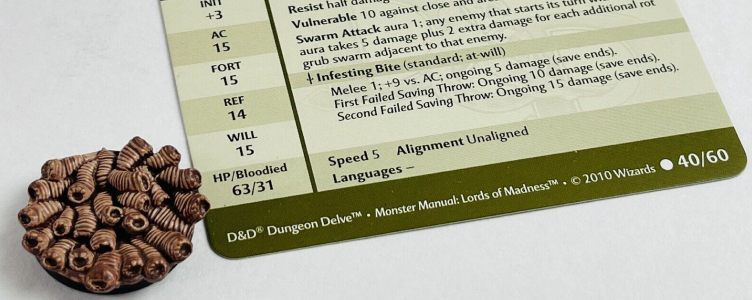 INIT
+3
AC
15
FORT
15
REF
14
WILL
15
HP/Bloodied
63/31
Resist half damage
Vulnerable 10 against close and
Swarm Attack aura 1; any enemy that starts its turn
aura takes 5 damage plus 2 extra damage for each additional rot
grub swarm adjacent to that enemy.
Infesting Bite (standard; at-will)
Melee 1; +9 vs. AC; ongoing 5 damage (save ends).
First Failed Saving Throw: Ongoing 10 damage (save ends).
Second Failed Saving Throw: Ongoing 15 damage (save ends).
Speed 5 Alignment Unaligned
Languages –
D&D® Dungeon Delve™ • Monster Manual: Lords of Madness™ • © 2010 Wizards ● 40/60